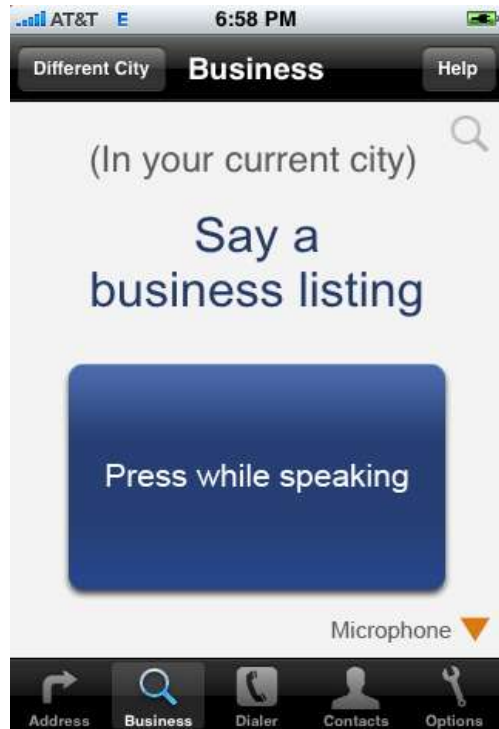 AT&T E 6:58 PM
Different City Business Help
(In your current city)
Say a
business listing
Press while speaking
Microphone
Address Business Dialer Contacts Options